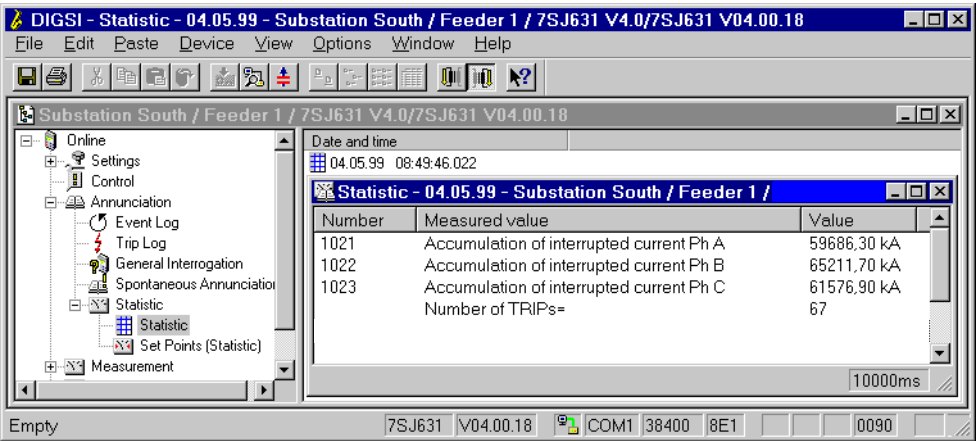 DIGSI - Statistic - 04.05.99 - Substation South / Feeder 1 / 7SJ631 V4.0/7SJ631 V04.00.18
File Edit Paste Device View Options Window Help
Substation South / Feeder 1 / 7SJ631 V4.0/7SJ631 V04.00.18
Online
Settings
Control
Annunciation
Event Log
Trip Log
General Interrogation
Spontaneous Annunciation
Statistic
Statistic
Set Points (Statistic)
Measurement
Date and time
04.05.99 08:49:46.022
Statistic - 04.05.99 - Substation South / Feeder 1 /
Number Measured value Value
1021 Accumulation of interrupted current Ph A 59686,30 kA
1022 Accumulation of interrupted current Ph B 65211,70 kA
1023 Accumulation of interrupted current Ph C 61576,90 kA
Number of TRIPs= 67
10000ms
Empty 7SJ631 V04.00.18 COM1 38400 8E1 0090